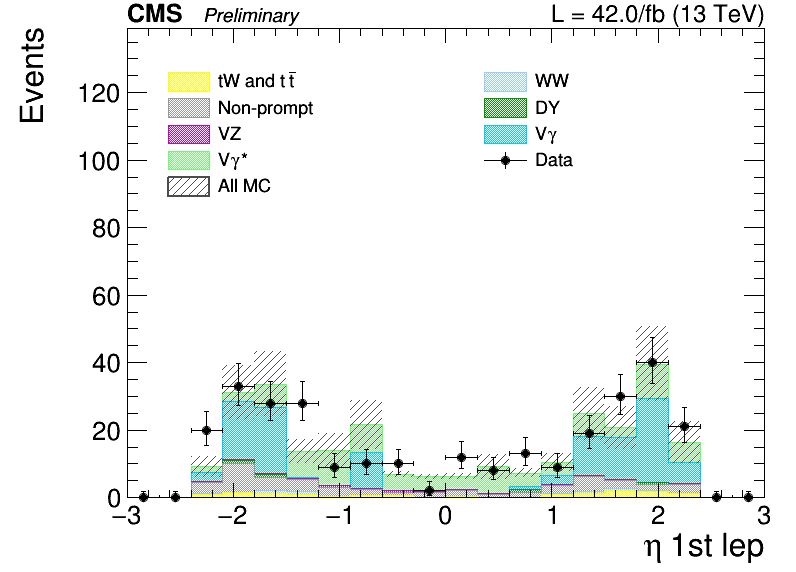 CMS Preliminary L = 42.0/fb (13 TeV)
Events
tW and t t̅ WW
Non-prompt DY
VZ Vγ
Vγ* Data
All MC
120
100
80
60
40
20
0
−3 −2 −1 0 1 2 3
η 1st lep